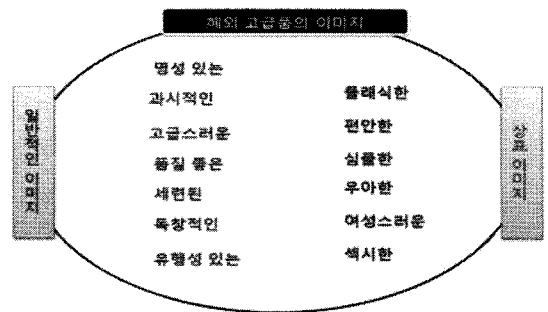 해외 고급품의 이미지
일반적인 이미지
명성 있는
과시적인
고급스러운
품질 좋은
세련된
독창적인
유행성 있는
클래식한
편안한
심플한
우아한
여성스러운
섹시한
상표 이미지